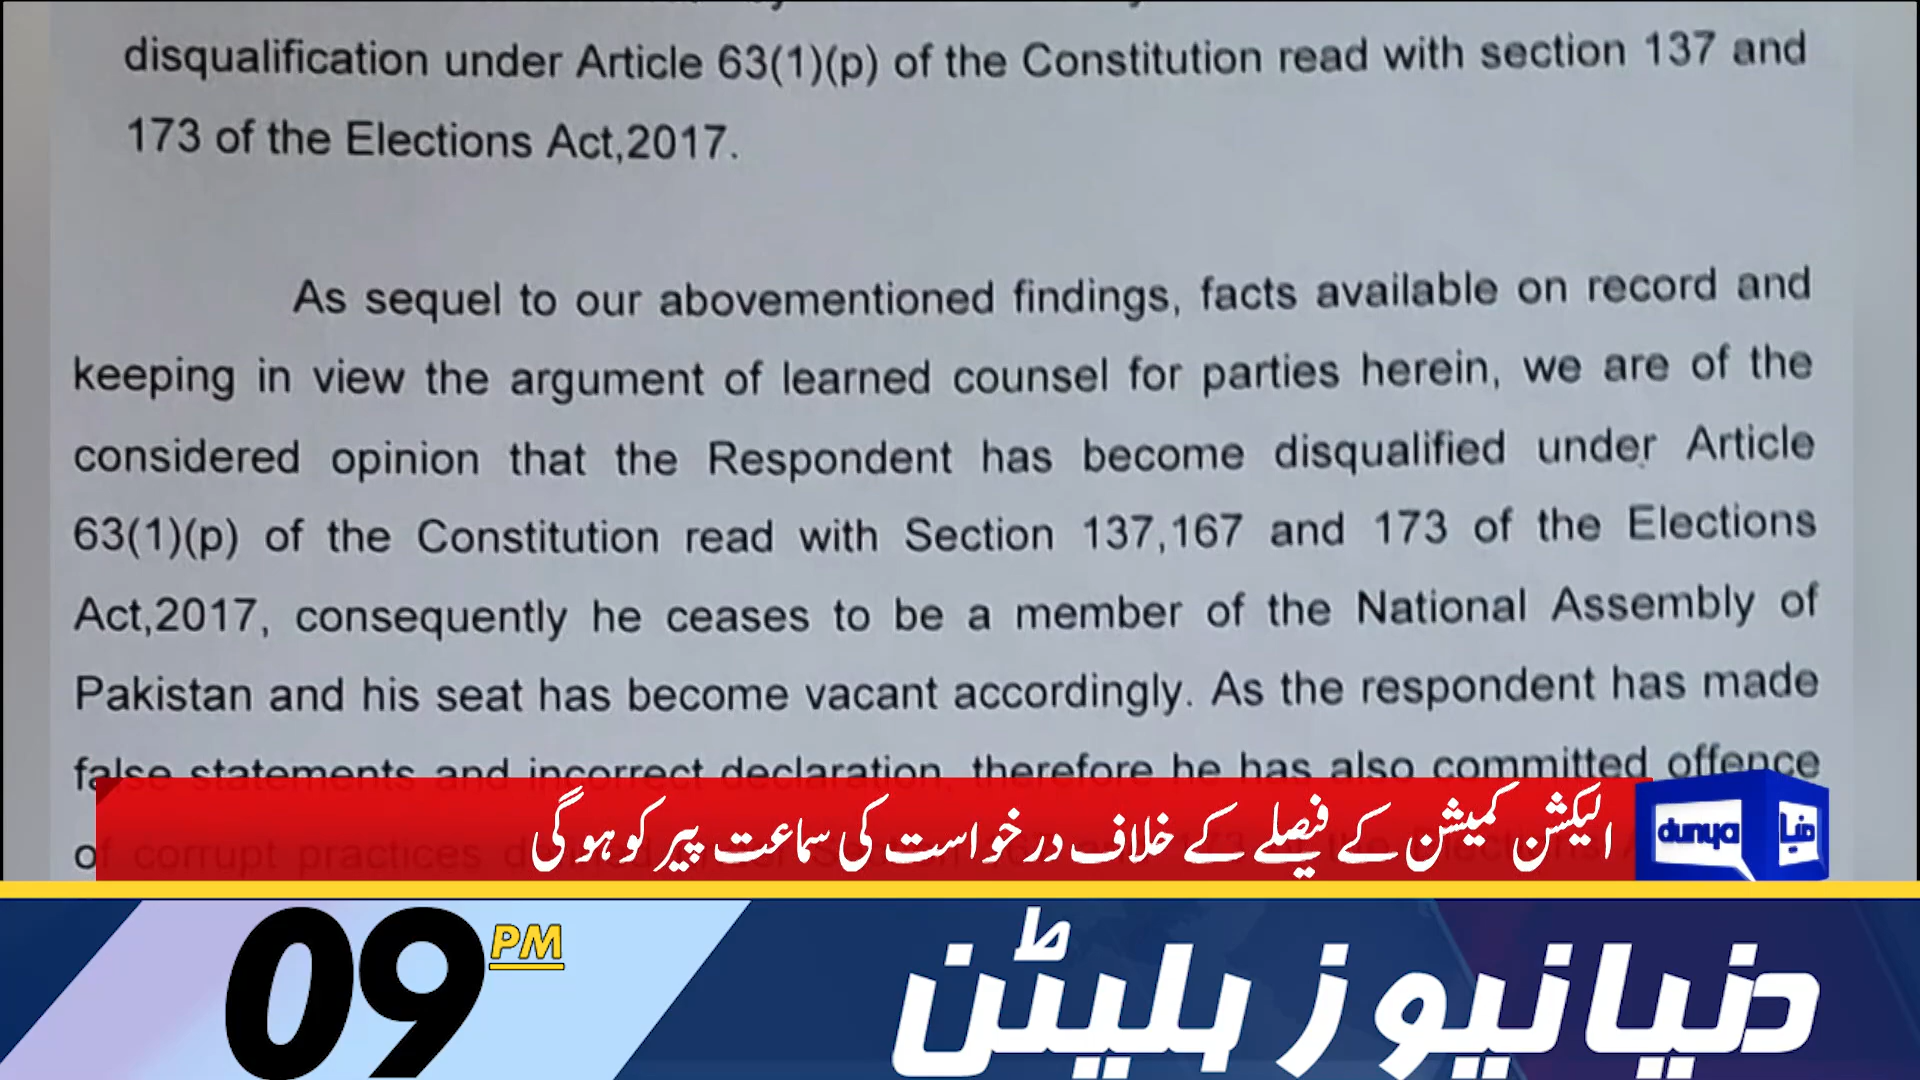 disqualification under Article 63(1)(p) of the Constitution read with section 137 and
173 of the Elections Act,2017.
As sequel to our abovementioned findings, facts available on record and
keeping in view the argument of learned counsel for parties herein, we are of the
considered opinion that the Respondent has become disqualified under Article
63(1)(p) of the Constitution read with Section 137,167 and 173 of the Elections
Act,2017, consequently he ceases to be a member of the National Assembly of
Pakistan and his seat has become vacant accordingly. As the respondent has made
false statements and incorrect declaration, therefore he has also committed offence
of corrupt practices
الیکشن کمیشن کے فیصلے کے خلاف درخواست کی سماعت پیر کو ہوگی
dunya دنیا
09 PM
دنیا نیوز بلیٹن